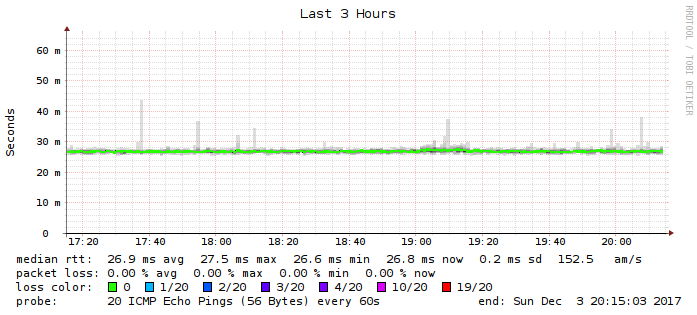 Last 3 Hours
RRDTOOL / TOBI OETIKER
Seconds
60 m
50 m
40 m
30 m
20 m
10 m
0
17:20 17:40 18:00 18:20 18:40 19:00 19:20 19:40 20:00
median rtt: 26.9 ms avg 27.5 ms max 26.6 ms min 26.8 ms now 0.2 ms sd 152.5 am/s
packet loss: 0.00 % avg 0.00 % max 0.00 % min 0.00 % now
loss color: 0 1/20 2/20 3/20 4/20 10/20 19/20
probe: 20 ICMP Echo Pings (56 Bytes) every 60s end: Sun Dec 3 20:15:03 2017